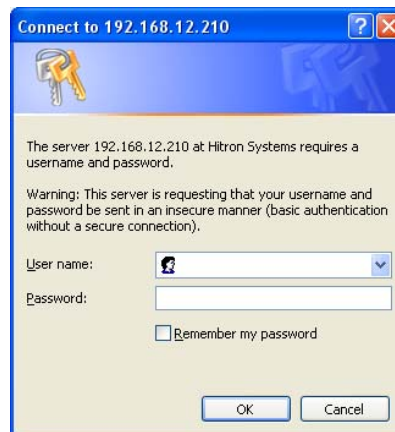 Connect to 192.168.12.210
The server 192.168.12.210 at Hitron Systems requires a
username and password.
Warning: This server is requesting that your username and
password be sent in an insecure manner (basic authentication
without a secure connection).
User name:
Password:
Remember my password
OK
Cancel